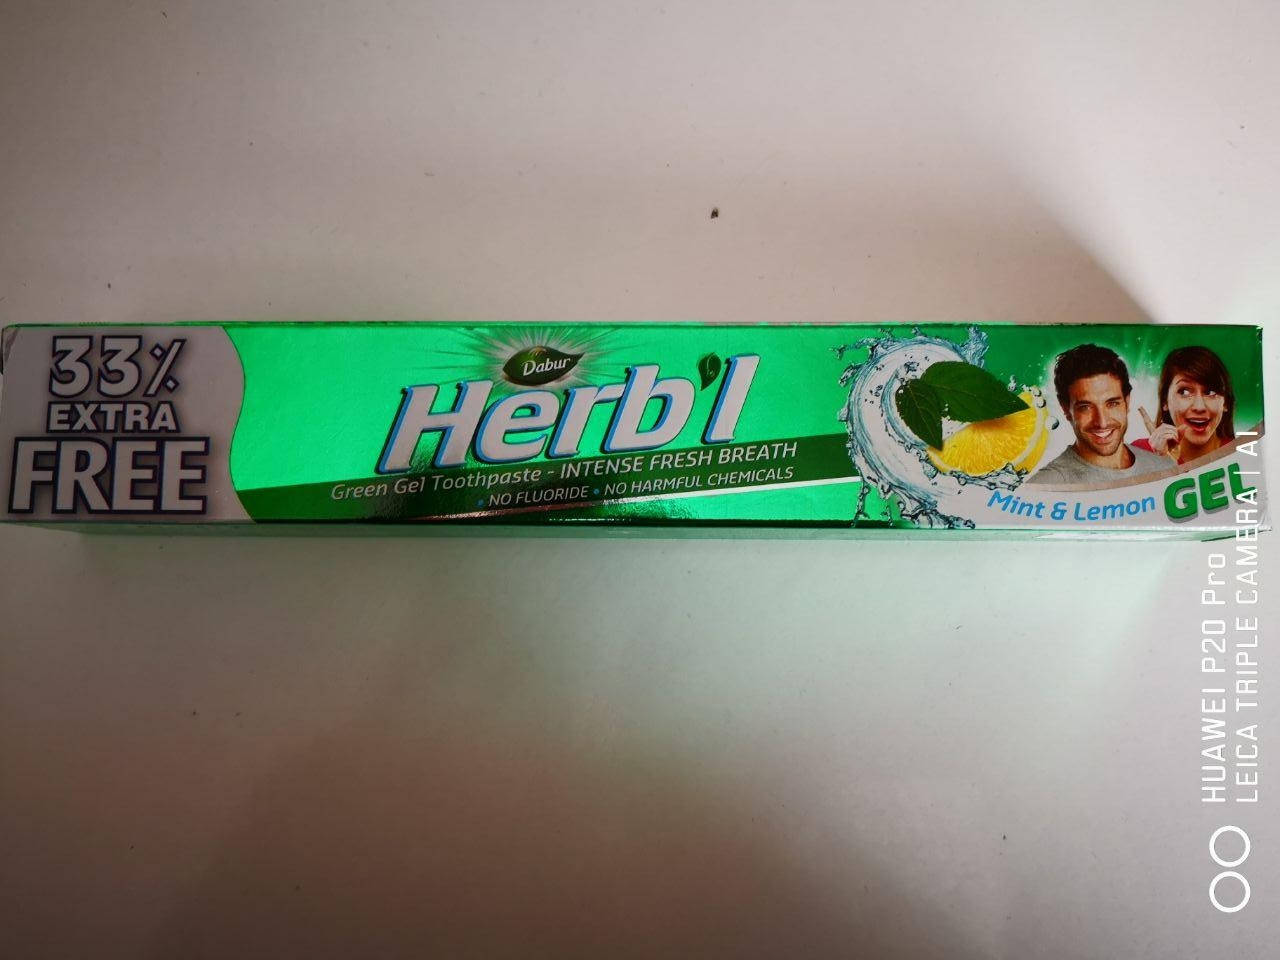 33%
EXTRA
FREE
Dabur
Herb'l
Green Gel Toothpaste - INTENSE FRESH BREATH
• NO FLUORIDE • NO HARMFUL CHEMICALS
Mint & Lemon GEL
HUAWEI P20 Pro
LEICA TRIPLE CAMERA | AI